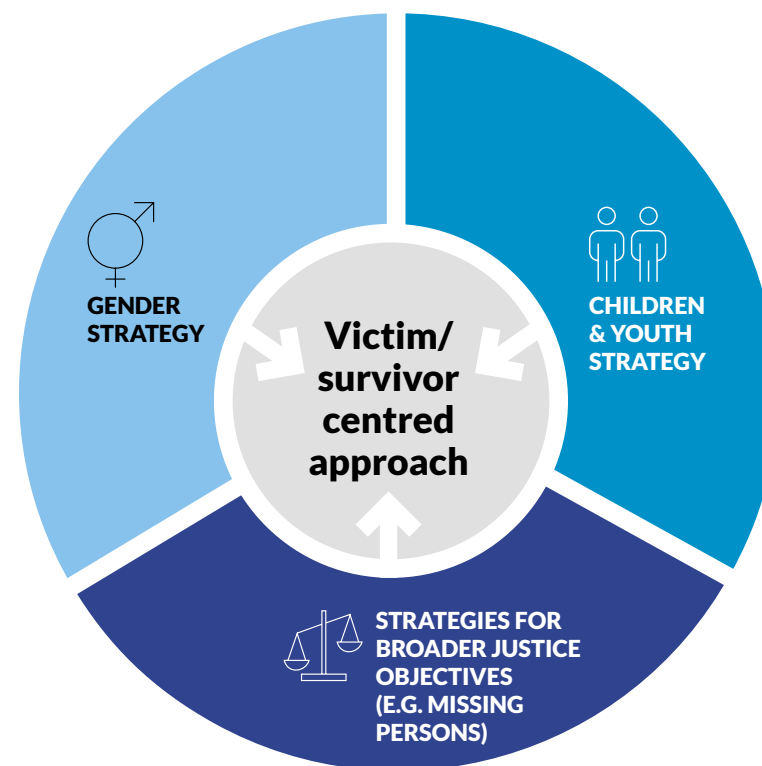 GENDER
STRATEGY
CHILDREN
& YOUTH
STRATEGY
Victim/
survivor
centred
approach
STRATEGIES FOR
BROADER JUSTICE
OBJECTIVES
(E.G. MISSING
PERSONS)